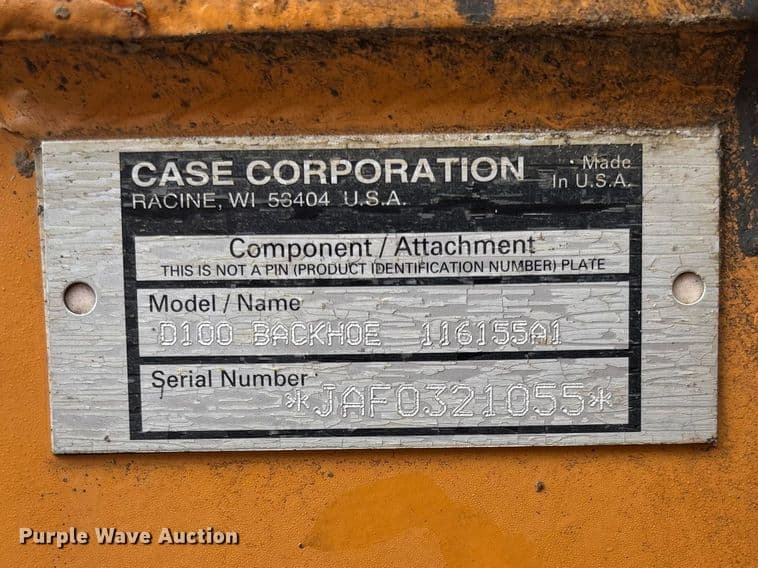 CASE CORPORATION
RACINE, WI 53404 U.S.A.
Made
In U.S.A.
Component / Attachment
THIS IS NOT A PIN (PRODUCT IDENTIFICATION NUMBER) PLATE
Model / Name
D100 BACKHOE 116155A1
Serial Number
*JAF0321055*
Purple Wave Auction